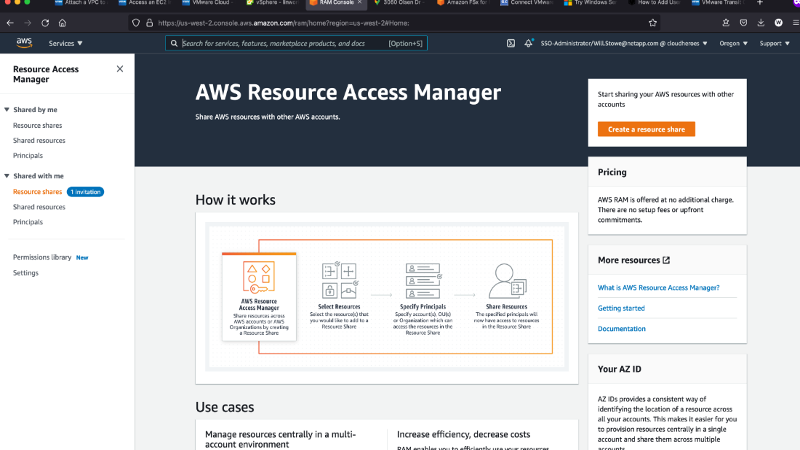 Attach a VPC to
Access an EC2
VMware Cloud -
vSphere - linwoo
RAM Console
3080 Olsen Dr
Amazon FSx for
Connect VMwar
Try Windows Se
How to Add User
VMware Transit
https://us-west-2.console.aws.amazon.com/ram/home?region=us-west-2#Home:
aws
Services
Search for services, features, marketplace products, and docs
[Option+S]
SSO-Administrator/WillStowe@netapp.com @ cloudheroes
Oregon
Support
Resource Access
Manager
Shared by me
Resource shares
Shared resources
Principals
Shared with me
Resource shares 1 invitation
Shared resources
Principals
Permissions library New
Settings
AWS Resource Access Manager
Share AWS resources with other AWS accounts.
Start sharing your AWS resources with other
accounts
Create a resource share
Pricing
AWS RAM is offered at no additional charge.
There are no setup fees or upfront
commitments.
How it works
AWS Resource
Access Manager
Share resources across
AWS accounts or AWS
Organizations by creating
a Resource Share
Select Resources
Select the resource(s) that
you would like to add to a
Resource Share
Specify Principals
Specify account(s), OU(s)
or Organization which can
access the resources in the
Resource Share
Share Resources
The specified principals will
now have access to resources
in the Resource Share
More resources
What is AWS Resource Access Manager?
Getting started
Documentation
Your AZ ID
AZ IDs provides a consistent way of
identifying the location of a resource across
all your accounts. This makes it easier for you
to provision resources centrally in a single
account and share them across multiple
accounts.
Use cases
Manage resources centrally in a multi-
account environment
Increase efficiency, decrease costs
RAM enables you to efficiently use your resources